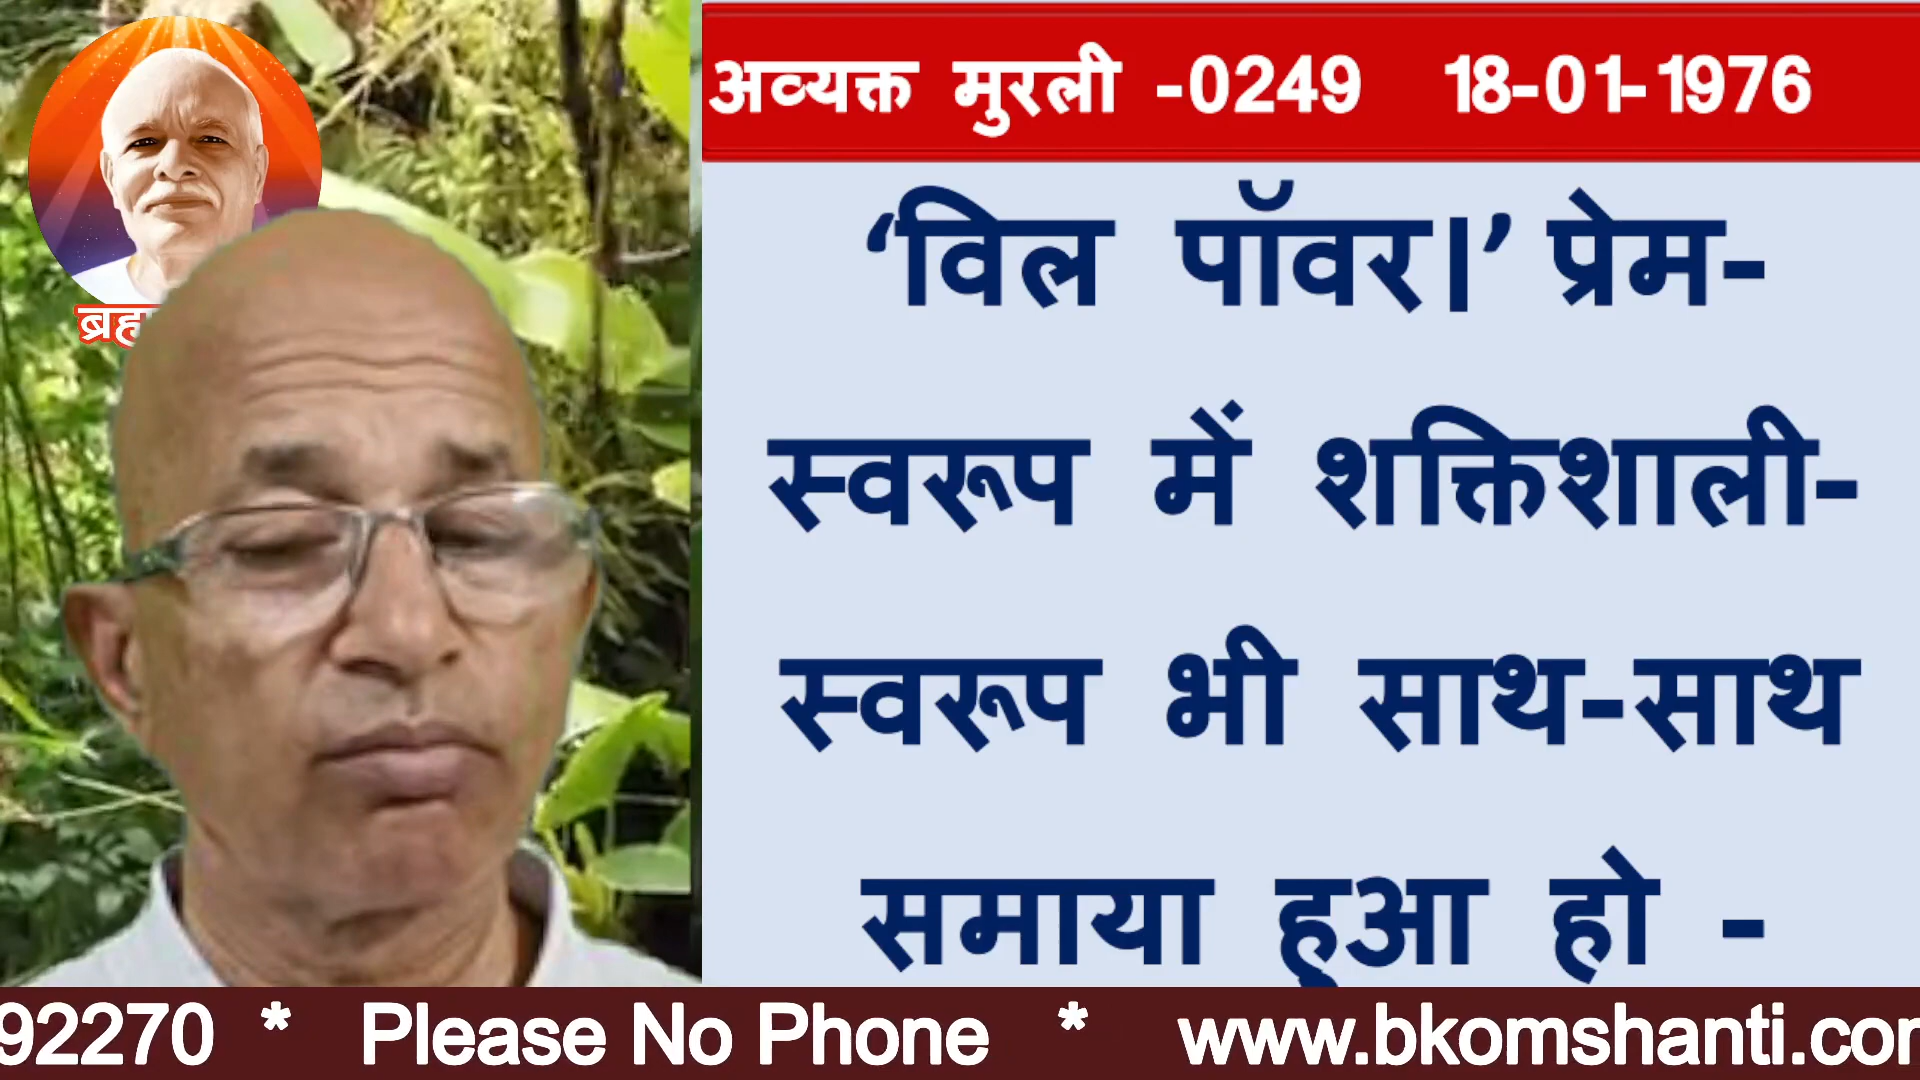 अव्यक्त मुरली -0249 18-01-1976
‘विल पॉवर।’ प्रेम-
स्वरूप में शक्तिशाली-
स्वरूप भी साथ-साथ
समाया हुआ हो -
92270 * Please No Phone * www.bkomshanti.com